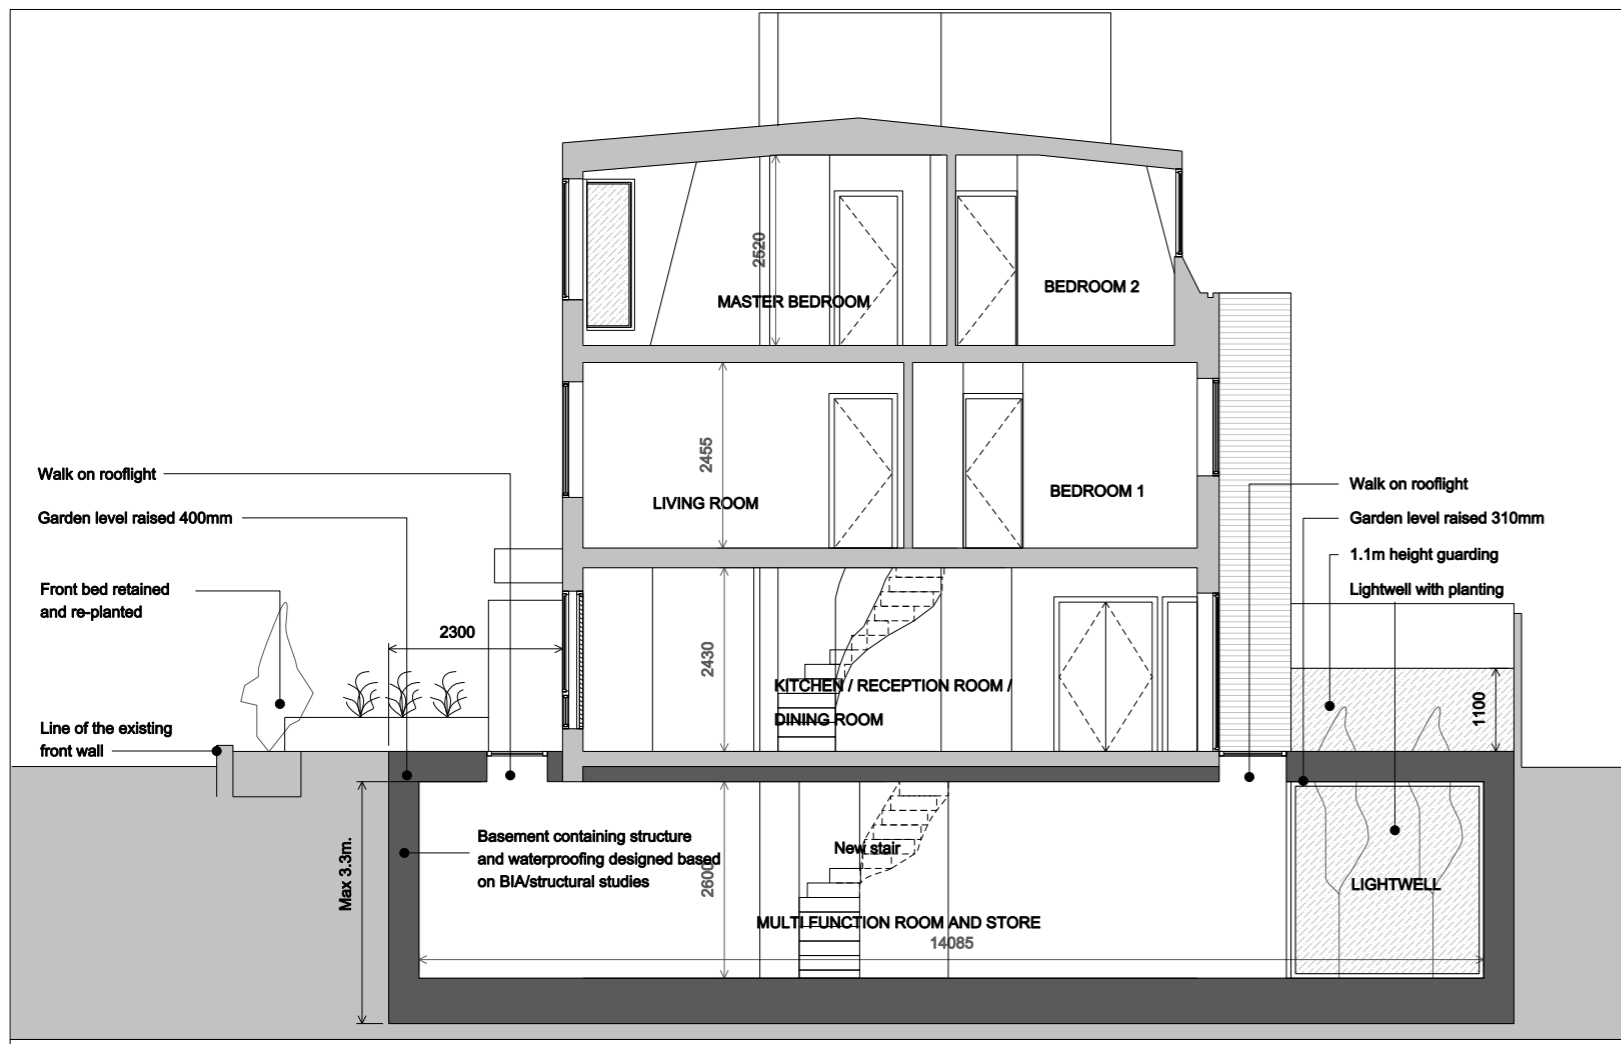 2520
MASTER BEDROOM
BEDROOM 2
2455
LIVING ROOM
BEDROOM 1
Walk on rooflight
Garden level raised 400mm
Front bed retained
and re-planted
2300
Line of the existing
front wall
Walk on rooflight
Garden level raised 310mm
1.1m height guarding
Lightwell with planting
2430
KITCHEN / RECEPTION ROOM /
DINING ROOM
1100
Max 3.3m.
Basement containing structure
and waterproofing designed based
on BIA/structural studies
2600
New stair
MULTI FUNCTION ROOM AND STORE
14085
LIGHTWELL